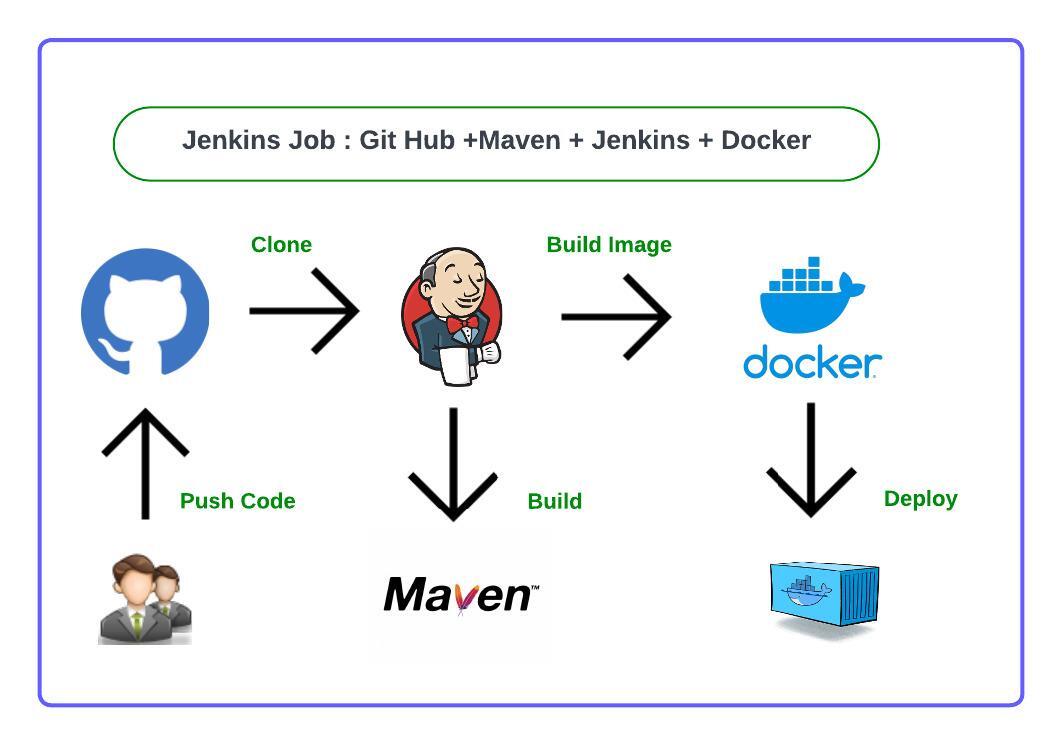 Jenkins Job : Git Hub +Maven + Jenkins + Docker
Clone
Build Image
docker
Push Code
Build
Deploy
Maven™